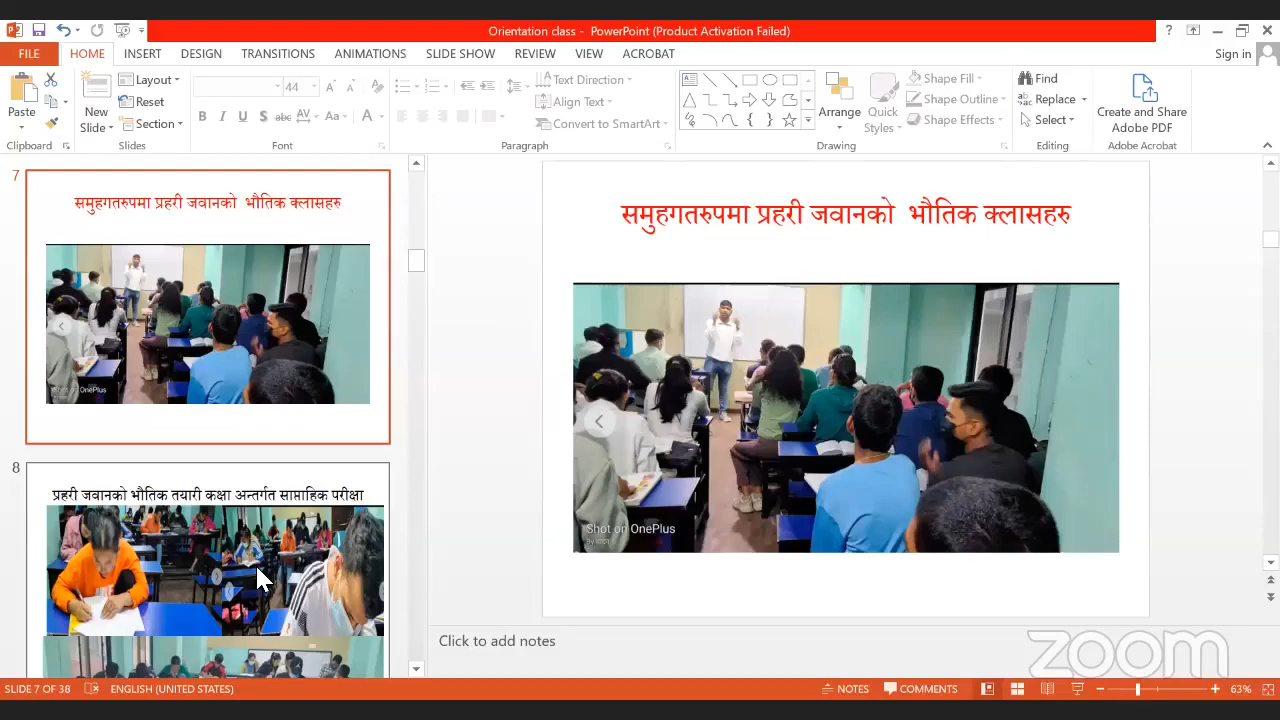 Orientation class - PowerPoint (Product Activation Failed)
FILE HOME INSERT DESIGN TRANSITIONS ANIMATIONS SLIDE SHOW REVIEW VIEW ACROBAT Sign in
Paste
Clipboard
New
Slide
Layout
Reset
Section
Slides
44
Font
Text Direction
Align Text
Convert to SmartArt
Paragraph
Arrange
Quick
Styles
Shape Fill
Shape Outline
Shape Effects
Drawing
Find
Replace
Select
Editing
Create and Share
Adobe PDF
Adobe Acrobat
7
समुहगतरुपमा प्रहरी जवानको भौतिक क्लासहरु
Shot on OnePlus
8
प्रहरी जवानको भौतिक तयारी कक्षा अन्तर्गत साप्ताहिक परीक्षा
समुहगतरुपमा प्रहरी जवानको भौतिक क्लासहरु
Shot on OnePlus
Click to add notes
zoom
SLIDE 7 OF 38 ENGLISH (UNITED STATES) NOTES COMMENTS 63%